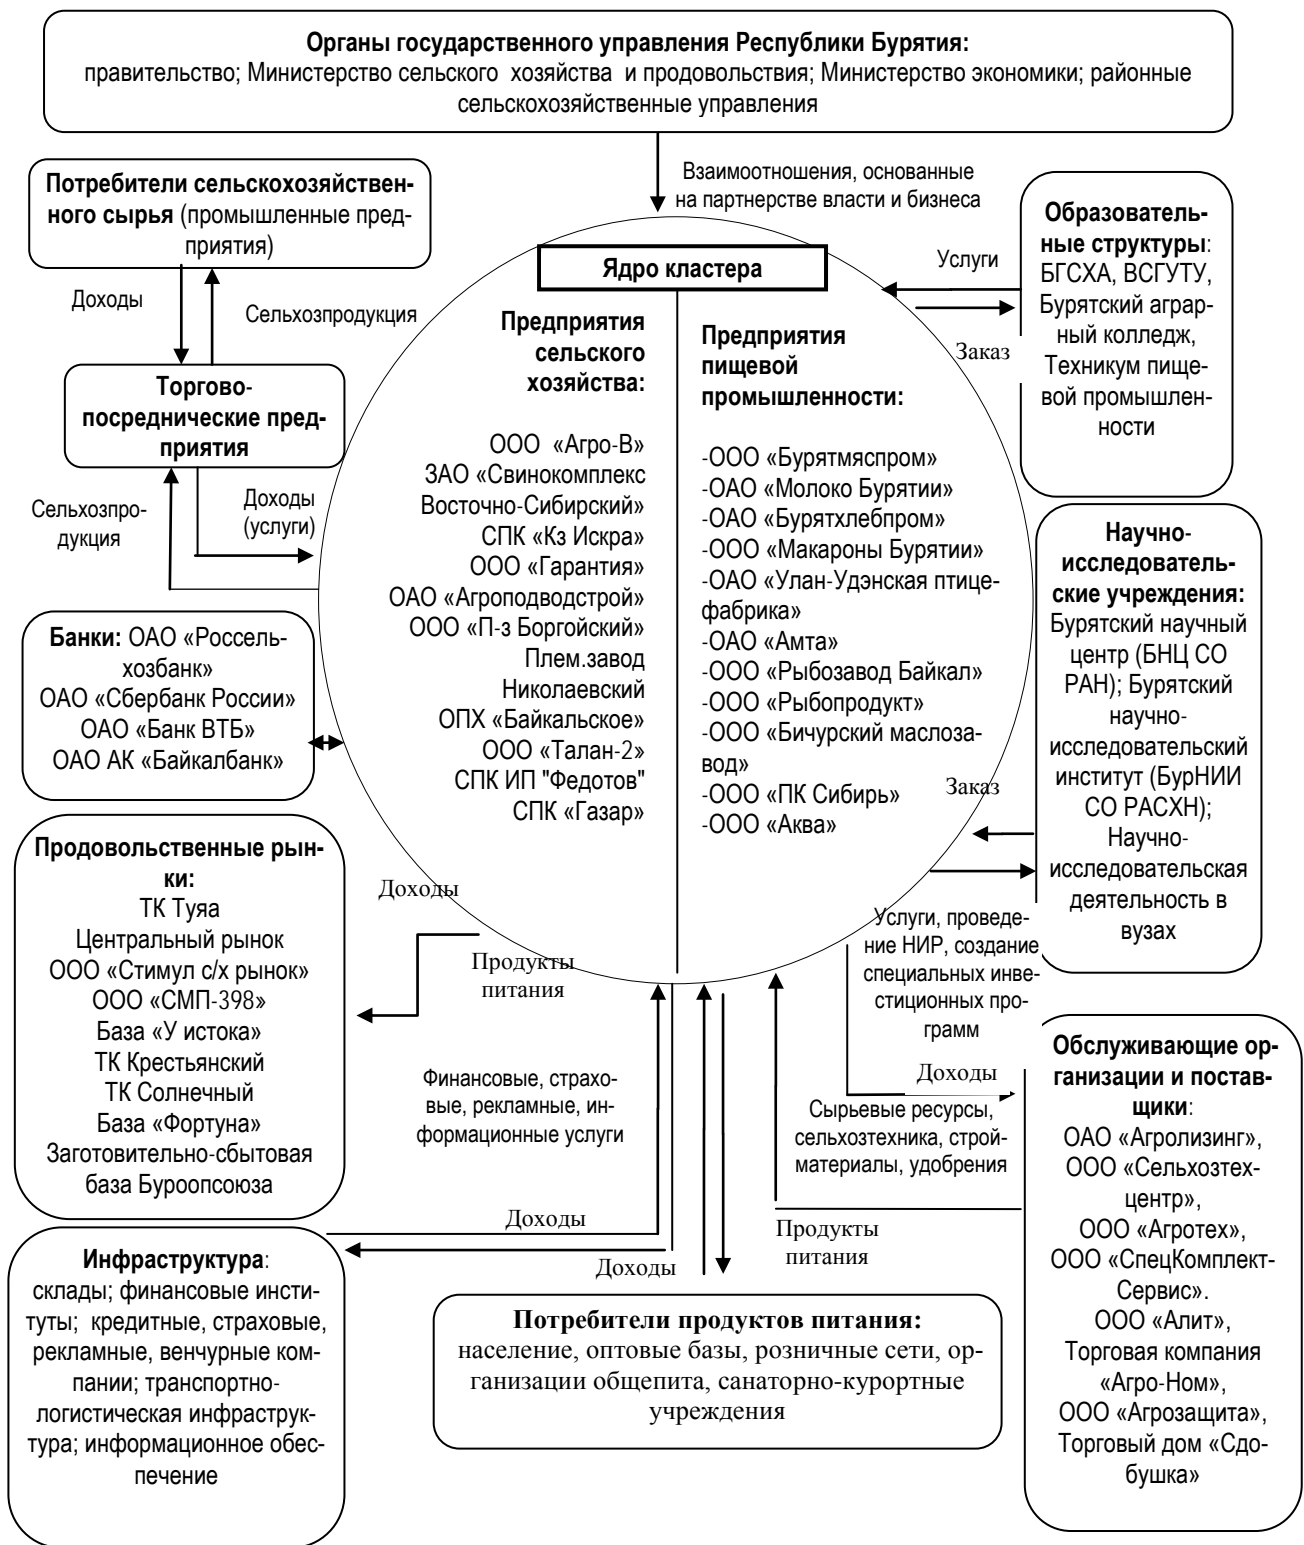 Органы государственного управления Республики Бурятия:
правительство; Министерство сельского хозяйства и продовольствия; Министерство экономики; районные
сельскохозяйственные управления
Взаимоотношения, основанные
на партнерстве власти и бизнеса
Потребители сельскохозяйствен-
ного сырья (промышленные пред-
приятия)
Доходы
Сельхозпродукция
Торгово-
посреднические пред-
приятия
Сельхозпро-
дукция
Доходы
(услуги)
Банки: ОАО «Россель-
хозбанк»
ОАО «Сбербанк России»
ОАО «Банк ВТБ»
ОАО АК «Байкалбанк»
Продовольственные рын-
ки:
ТК Туяа
Центральный рынок
ООО «Стимул с/х рынок»
ООО «СМП-398»
База «У истока»
ТК Крестьянский
ТК Солнечный
База «Фортуна»
Заготовительно-сбытовая
база Буроопсоюза
Инфраструктура:
склады; финансовые инсти-
туты; кредитные, страховые,
рекламные, венчурные ком-
пании; транспортно-
логистическая инфраструк-
тура; информационное обес-
печение
Ядро кластера
Предприятия
сельского
хозяйства:
ООО «Агро-В»
ЗАО «Свинокомплекс
Восточно-Сибирский»
СПК «Кз Искра»
ООО «Гарантия»
ОАО «Агроподводстрой»
ООО «П-з Боргойский»
Плем.завод
Николаевский
ОПХ «Байкальское»
ООО «Талан-2»
СПК ИП "Федотов"
СПК «Газар»
Предприятия
пищевой
промышленности:
-ООО «Бурятмяспром»
-ОАО «Молоко Бурятии»
-ОАО «Бурятхлебпром»
-ООО «Макароны Бурятии»
-ОАО «Улан-Удэнская птице-
фабрика»
-ОАО «Амта»
-ООО «Рыбозавод Байкал»
-ООО «Рыбопродукт»
-ООО «Бичурский маслоза-
вод»
-ООО «ПК Сибирь»
-ООО «Аква»
Доходы
Продукты
питания
Финансовые, страхо-
вые, рекламные, ин-
формационные услуги
Доходы
Доходы
Потребители продуктов питания:
население, оптовые базы, розничные сети, ор-
ганизации общепита, санаторно-курортные
учреждения
Услуги
Заказ
Образователь-
ные структуры:
БГСХА, ВСГУТУ,
Бурятский аграр-
ный колледж,
Техникум пище-
вой промышлен-
ности
Научно-
исследователь-
ские учреждения:
Бурятский научный
центр (БНЦ СО
РАН); Бурятский
научно-
исследовательский
институт (БурНИИ
СО РАСХН);
Научно-
исследовательская
деятельность в
вузах
Заказ
Услуги, проведе-
ние НИР, создание
специальных инве-
стиционных про-
грамм
Доходы
Сырьевые ресурсы,
сельхозтехника, строй-
материалы, удобрения
Продукты
питания
Обслуживающие ор-
ганизации и постав-
щики:
ОАО «Агролизинг»,
ООО «Сельхозтех-
центр»,
ООО «Агротех»,
ООО «СпецКомплект-
Сервис».
ООО «Алит»,
Торговая компания
«Агро-Ном»,
ООО «Агрозащита»,
Торговый дом «Сдо-
бушка»